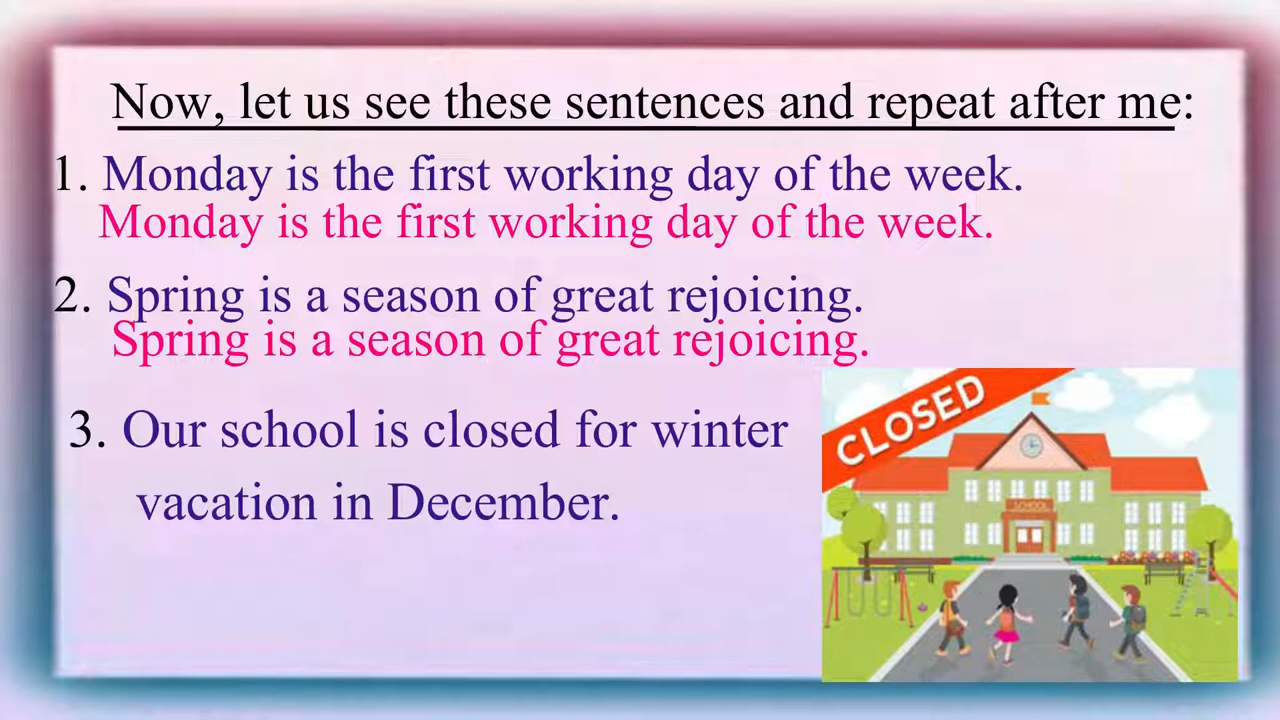 Now, let us see these sentences and repeat after me:
1. Monday is the first working day of the week.
Monday is the first working day of the week.
2. Spring is a season of great rejoicing.
Spring is a season of great rejoicing.
3. Our school is closed for winter
vacation in December.
CLOSED
SCHOOL